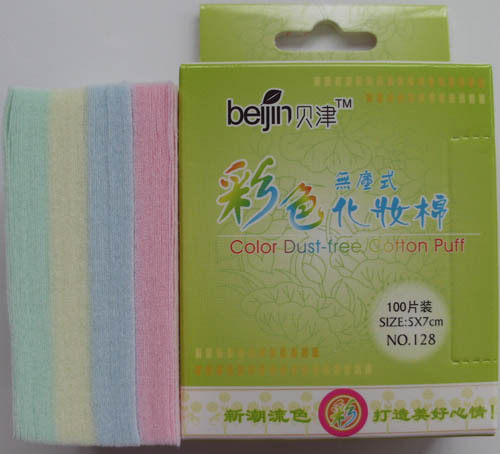 beijin贝津™
無塵式
彩色化妝棉
Color Dust-free Cotton Puff
100片装
SIZE:5X7cm
NO.128
新潮流色 彩 打造美好心情!